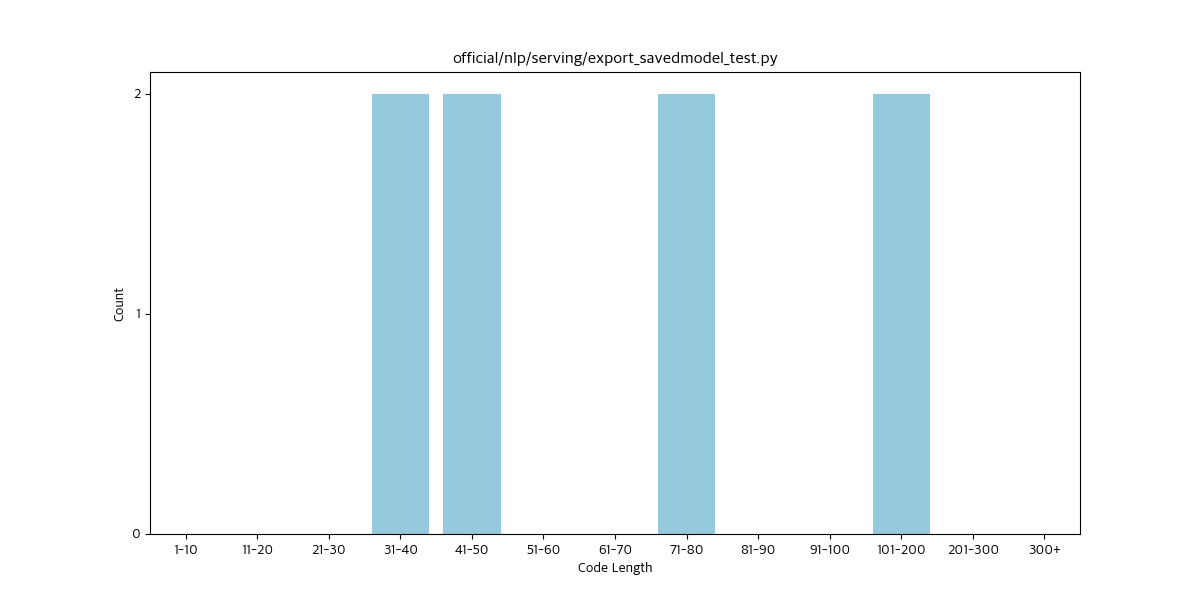 official/nlp/serving/export_savedmodel_test.py
2
1
0
Count
1-10 11-20 21-30 31-40 41-50 51-60 61-70 71-80 81-90 91-100 101-200 201-300 300+
Code Length